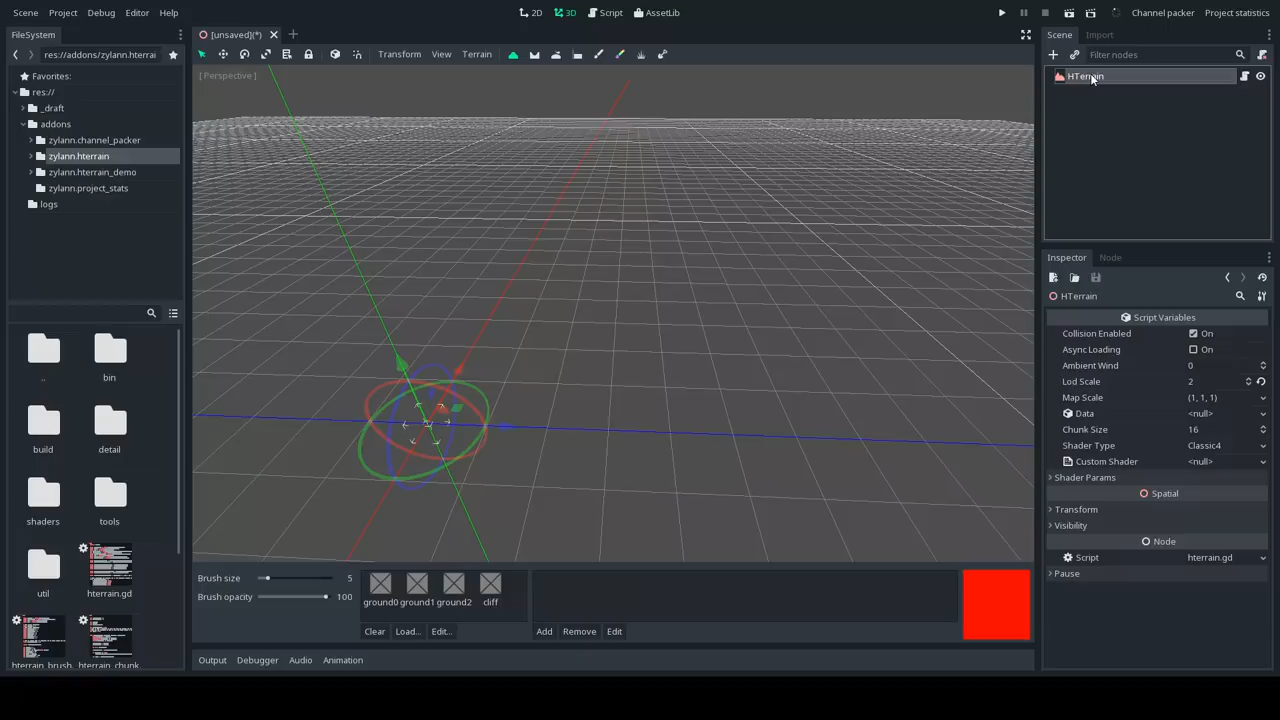 Scene Project Debug Editor Help
2D 3D Script AssetLib
Channel packer Project statistics
FileSystem
res://addons/zylann.hterrai
Favorites:
res://
_draft
addons
zylann.channel_packer
zylann.hterrain
zylann.hterrain_demo
zylann.project_stats
logs
..
bin
build
detail
shaders
tools
util
hterrain.gd
hterrain_brush.
hterrain_chunk
[unsaved](*)
Transform View Terrain
[ Perspective ]
Brush size 5
Brush opacity 100
ground0 ground1 ground2 cliff
Clear Load... Edit...
Add Remove Edit
Output Debugger Audio Animation
Scene Import
Filter nodes
HTerrain
Inspector Node
HTerrain
Script Variables
Collision Enabled On
Async Loading On
Ambient Wind 0
Lod Scale 2
Map Scale (1, 1, 1)
Data <null>
Chunk Size 16
Shader Type Classic4
Custom Shader <null>
Shader Params
Spatial
Transform
Visibility
Node
Script hterrain.gd
Pause